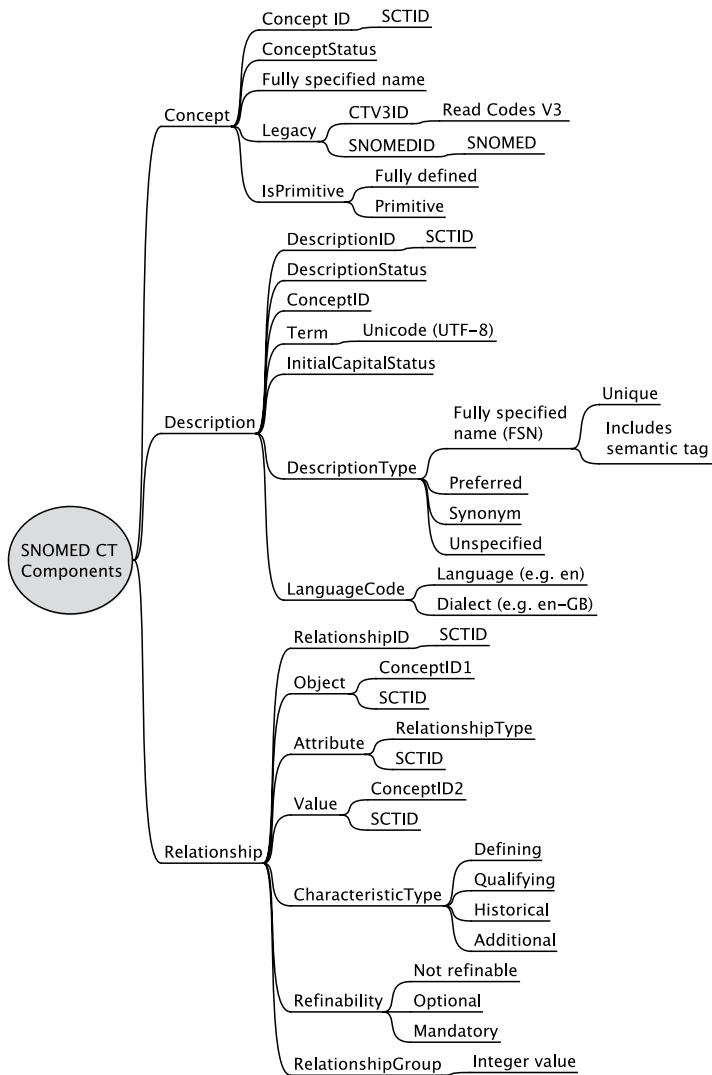 Concept ID
SCTID
ConceptStatus
Fully specified name
Concept
Legacy
CTV3ID
Read Codes V3
SNOMEDID
SNOMED
IsPrimitive
Fully defined
Primitive
DescriptionID
SCTID
DescriptionStatus
ConceptID
Term
Unicode (UTF-8)
InitialCapitalStatus
Description
DescriptionType
Fully specified
name (FSN)
Unique
Includes
semantic tag
Preferred
Synonym
Unspecified
LanguageCode
Language (e.g. en)
Dialect (e.g. en-GB)
SNOMED CT
Components
RelationshipID
SCTID
Object
ConceptID1
SCTID
Attribute
RelationshipType
SCTID
Value
ConceptID2
SCTID
Relationship
CharacteristicType
Defining
Qualifying
Historical
Additional
Refinability
Not refinable
Optional
Mandatory
RelationshipGroup
Integer value